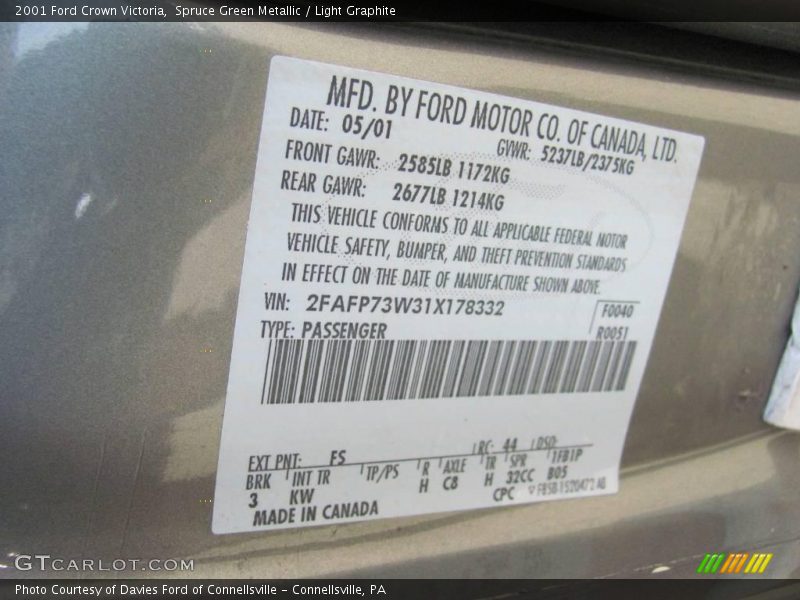 2001 Ford Crown Victoria, Spruce Green Metallic / Light Graphite
MFD. BY FORD MOTOR CO. OF CANADA, LTD.
DATE: 05/01 GVWR: 5237LB/2375KG
FRONT GAWR: 2585LB 1172KG
REAR GAWR: 2677LB 1214KG
THIS VEHICLE CONFORMS TO ALL APPLICABLE FEDERAL MOTOR
VEHICLE SAFETY, BUMPER, AND THEFT PREVENTION STANDARDS
IN EFFECT ON THE DATE OF MANUFACTURE SHOWN ABOVE.
VIN: 2FAFP73W31X178332 F0040
TYPE: PASSENGER R0051
EXT PNT: FS RC: 44 DSO:
BRK INT TR TP/PS R AXLE TR SPR 1FB1P
3 KW H C8 H 32CC B05
MADE IN CANADA CPC
GTCARLOT.COM
Photo Courtesy of Davies Ford of Connellsville – Connellsville, PA